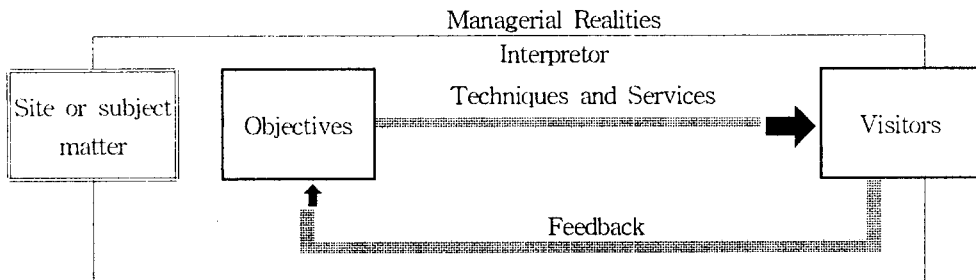 Managerial Realities
Interpretor
Techniques and Services
Site or subject
matter
Objectives
Visitors
Feedback